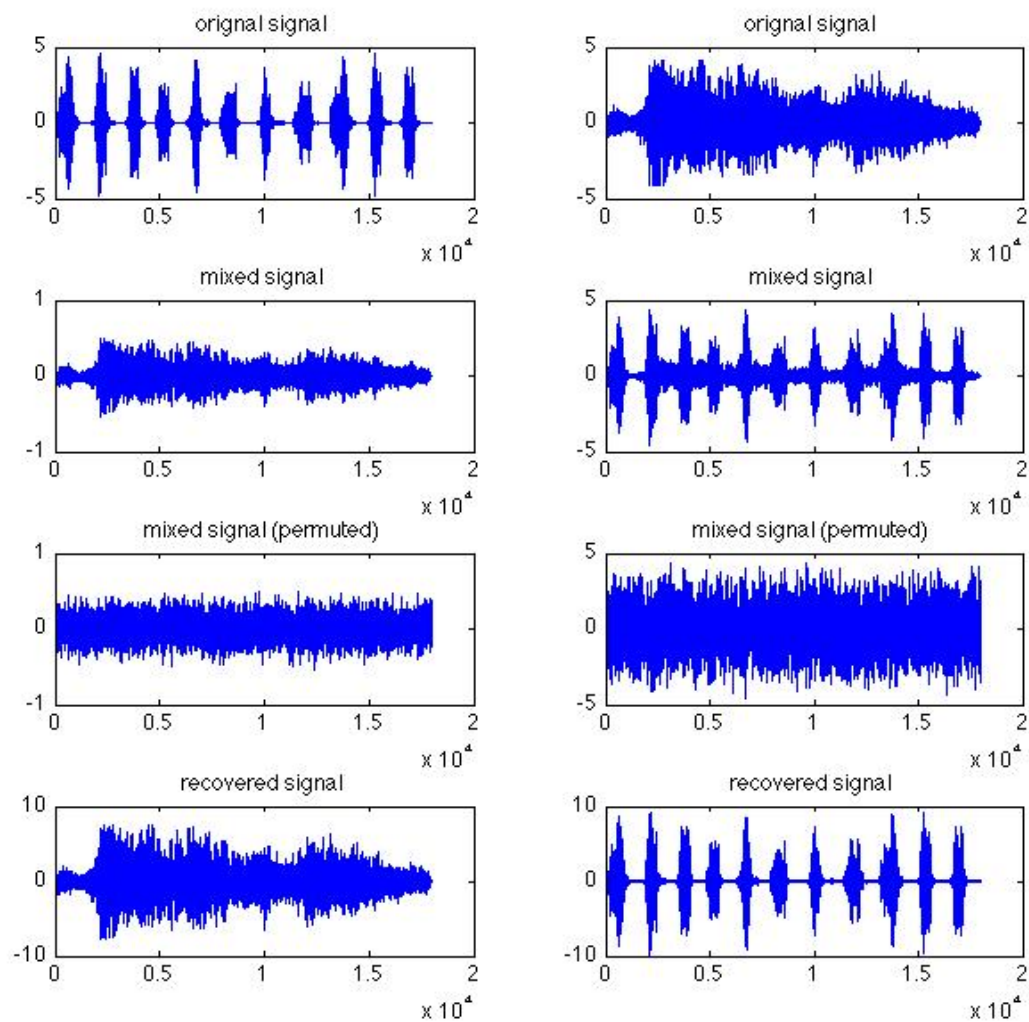 orignal signal
5
0
-5
0 0.5 1 1.5 2
x 10⁴
orignal signal
5
0
-5
0 0.5 1 1.5 2
x 10⁴
mixed signal
1
0
-1
0 0.5 1 1.5 2
x 10⁴
mixed signal
5
0
-5
0 0.5 1 1.5 2
x 10⁴
mixed signal (permuted)
1
0
-1
0 0.5 1 1.5 2
x 10⁴
mixed signal (permuted)
5
0
-5
0 0.5 1 1.5 2
x 10⁴
recovered signal
10
0
-10
0 0.5 1 1.5 2
x 10⁴
recovered signal
10
0
-10
0 0.5 1 1.5 2
x 10⁴